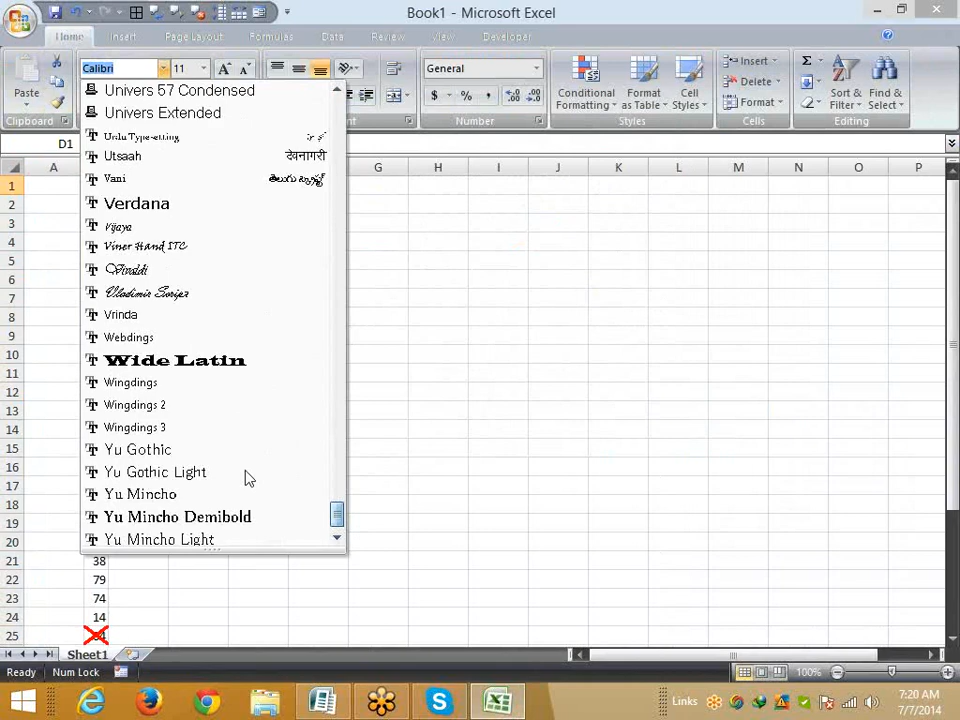 Book1 - Microsoft Excel
Home Insert Page Layout Formulas Data Review View Developer
Calibri 11 General
Paste
Clipboard
$ % ,
Number
Conditional Formatting
Format as Table
Cell Styles
Styles
Insert
Delete
Format
Cells
Σ
Sort & Filter
Find & Select
Editing
D1
A G H I J K L M N O P
Univers 57 Condensed
Univers Extended
Urdu Typesetting
Utsaah देवनागरी
Vani
Verdana
Vijaya
Viner Hand ITC
Vivaldi
Vladimir Script
Vrinda
Webdings
Wide Latin
Wingdings
Wingdings 2
Wingdings 3
Yu Gothic
Yu Gothic Light
Yu Mincho
Yu Mincho Demibold
Yu Mincho Light
1
2
3
4
5
6
7
8
9
10
11
12
13
14
15
16
17
18
19
20
21 38
22 79
23 74
24 14
25
Sheet1
Ready Num Lock 100%
Links 7:20 AM
7/7/2014